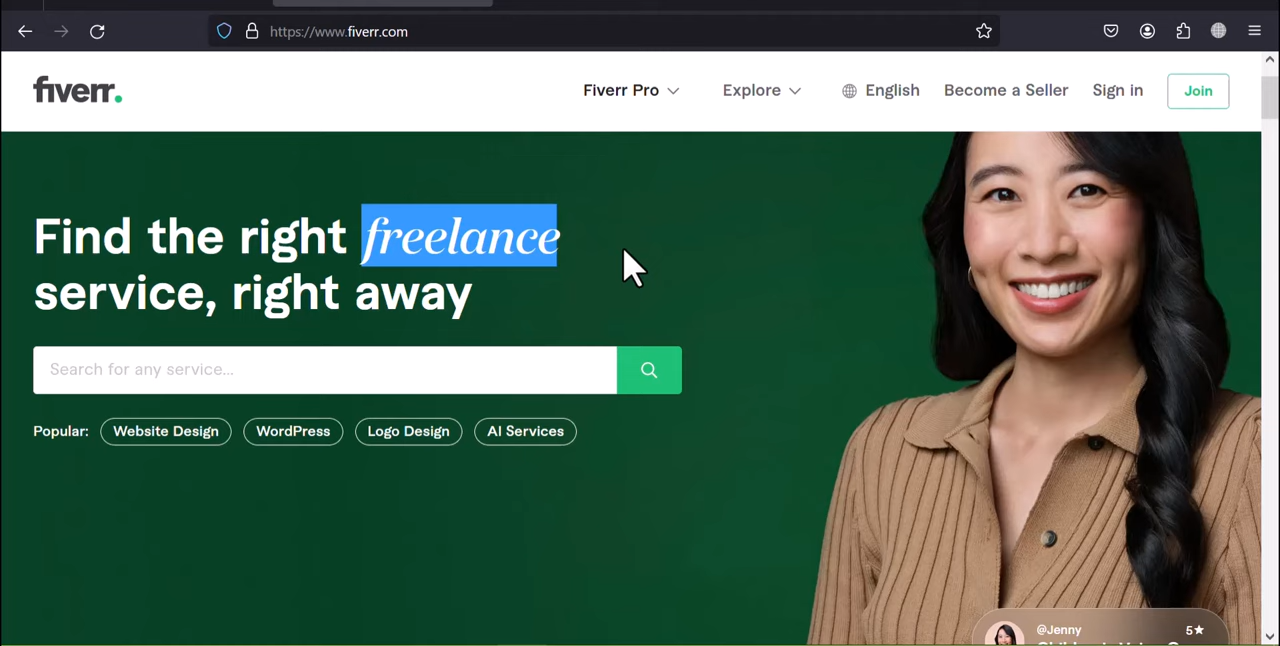 https://www.fiverr.com
fiverr.
Fiverr Pro
Explore
English
Become a Seller
Sign in
Join
Find the right freelance
service, right away
Search for any service...
Popular:
Website Design
WordPress
Logo Design
AI Services
@Jenny
5★